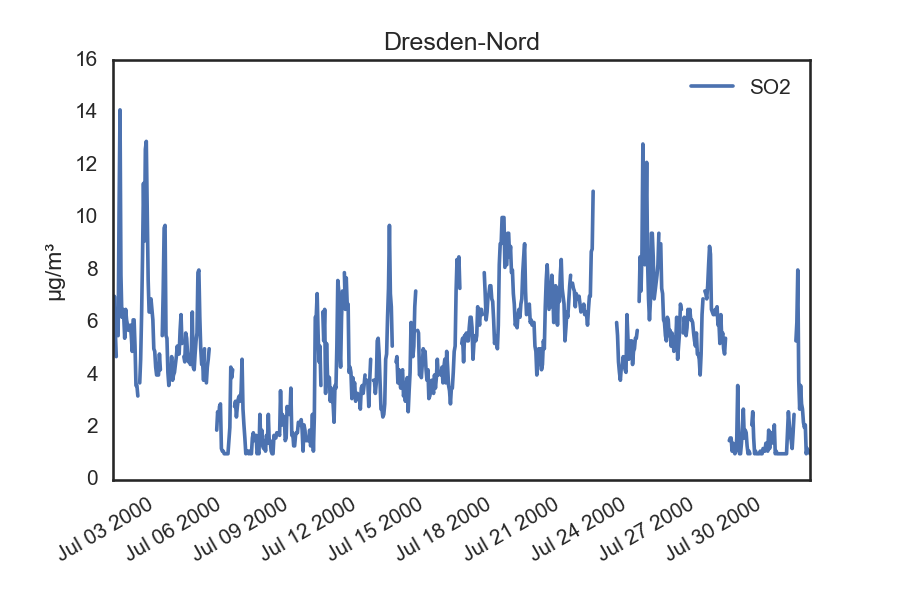 Dresden-Nord
SO2
µg/m³
16
14
12
10
8
6
4
2
0
Jul 03 2000
Jul 06 2000
Jul 09 2000
Jul 12 2000
Jul 15 2000
Jul 18 2000
Jul 21 2000
Jul 24 2000
Jul 27 2000
Jul 30 2000